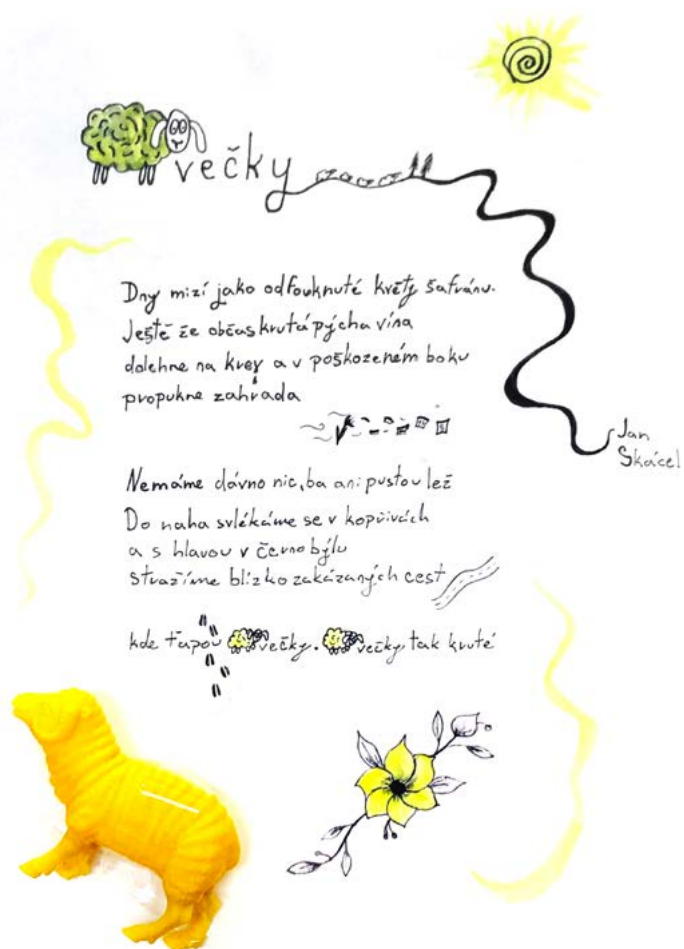 večky
Dny mizí jako odfouknuté květy šafránu.
Ještě že občas krutá pýcha vína
dolehne na krev a v poškozeném boku
propukne zahrada
Jan
Skácel
Nemáme dávno nic, ba ani pustou lež
Do naha svlékáme se v kopřivách
a s hlavou v černobýlu
stražíme blízko zakázaných cest
kde ťapou večky. večky tak kruté